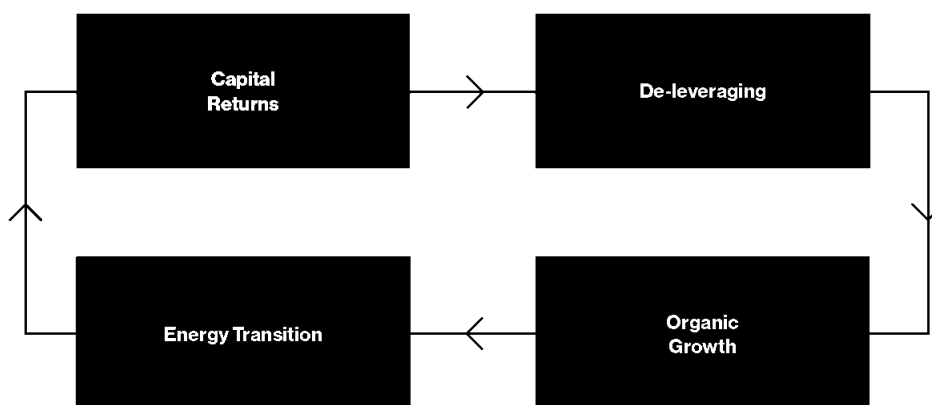 Capital
Returns
De-leveraging
Energy Transition
Organic
Growth